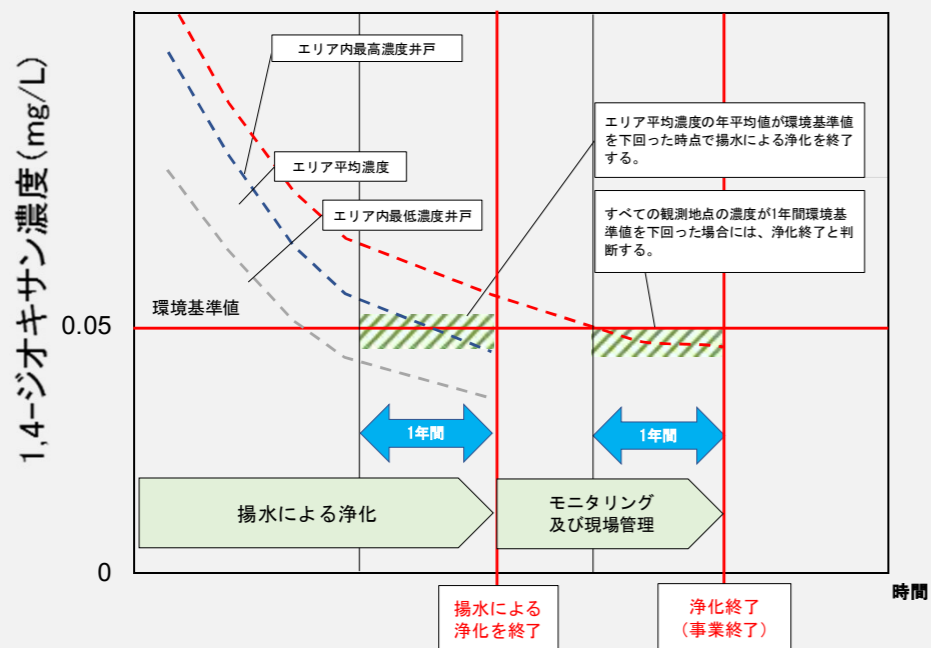 1,4-ジオキサン濃度(mg/L)
エリア内最高濃度井戸
エリア平均濃度
エリア内最低濃度井戸
エリア平均濃度の年平均値が環境基準値
を下回った時点で揚水による浄化を終了
する。
すべての観測地点の濃度が1年間環境基
準値を下回った場合には、浄化終了と判
断する。
環境基準値
0.05
1年間
1年間
揚水による浄化
モニタリング
及び現場管理
0
時間
揚水による
浄化を終了
浄化終了
(事業終了)